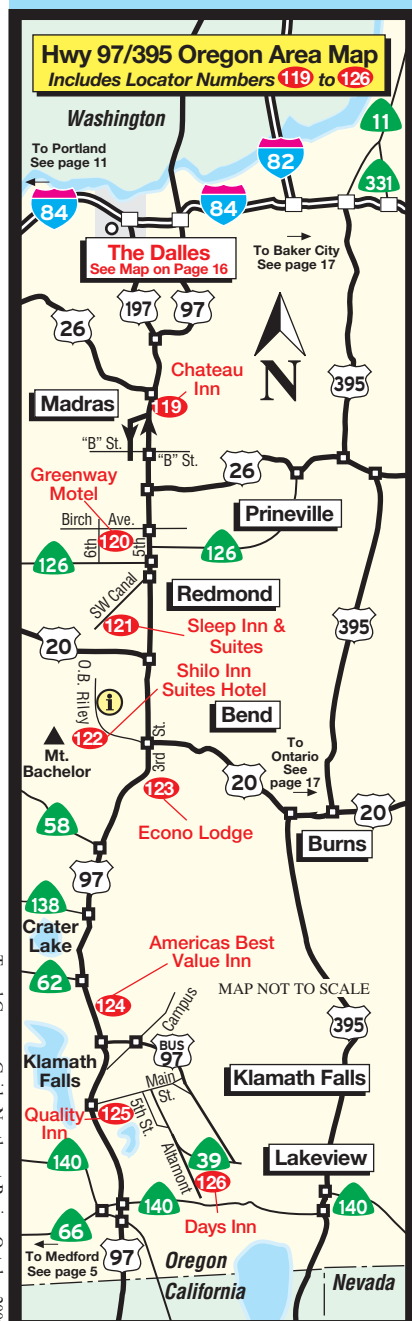 Hwy 97/395 Oregon Area Map
Includes Locator Numbers 119 to 126
Washington
11
To Portland
See page 11
82
331
84
84
The Dalles
See Map on Page 16
To Baker City
See page 17
197
97
26
N
395
Chateau
Inn
Madras
119
"B" St.
"B" St.
Greenway
Motel
26
Birch Ave.
Prineville
120
6th
5th
126
126
SW Canal
Redmond
395
121
Sleep Inn &
Suites
20
O.B. Riley
Shilo Inn
Suites Hotel
i
Bend
122
3rd St.
Mt.
Bachelor
To
Ontario
See
page 17
20
123
20
Econo Lodge
58
Burns
97
138
Crater
Lake
Americas Best
Value Inn
62
MAP NOT TO SCALE
124
Campus
395
BUS
97
Klamath
Falls
Main
St.
Klamath Falls
Quality
Inn
125
5th St.
Altamont
39
Lakeview
140
126
140
140
66
Days Inn
To Medford
See page 5
97
Oregon
California
Nevada